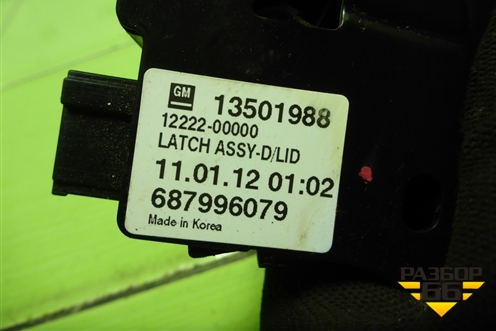 GM
13501988
12222-00000
LATCH ASSY-D/LID
11.01.12 01:02
687996079
Made in Korea
РАЗБОР
66